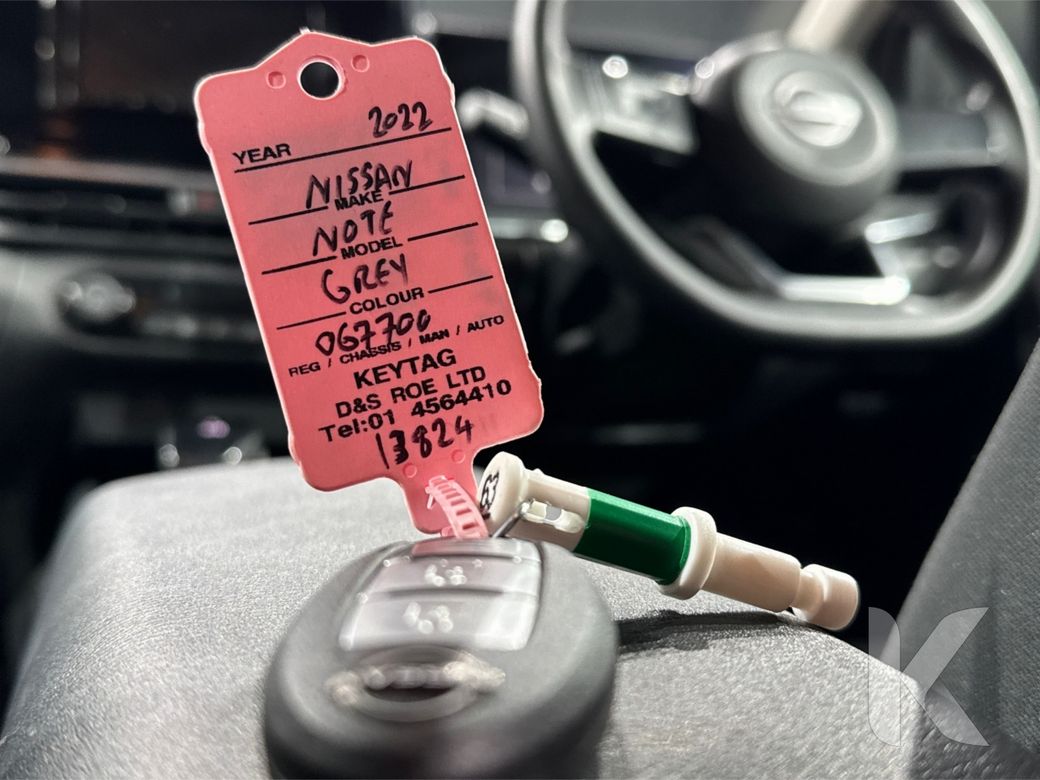 2022
YEAR
NISSAN
MAKE
NOTE
MODEL
GREY
COLOUR
067700
REG / CHASSIS / MAN / AUTO
KEYTAG
D&S ROE LTD
Tel:01 4564410
13824
63
K